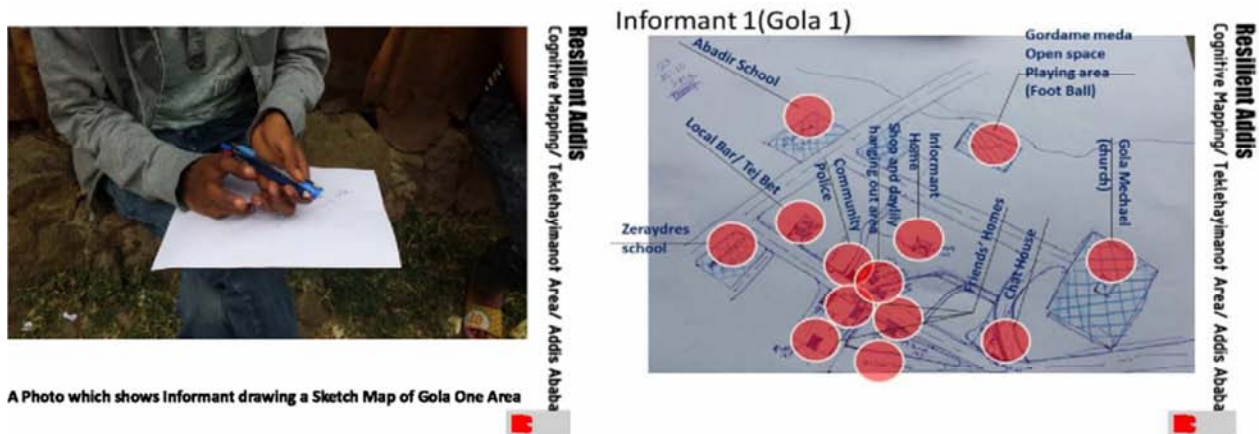 Resilient Addis
Cognitive Mapping/ Teklehayimanot Area/ Addis Ababa
A Photo which shows Informant drawing a Sketch Map of Gola One Area
Informant 1(Gola 1)
Abadir School
Gordame meda
Open space
Playing area
(Foot Ball)
Local Bar/ Tej Bet
Community
Police
Shop and daylily
hanging out area
Informant
Home
Gola Mechael
(church)
Zeraydres
school
Friends' Homes
Chat House
Resilient Addis
Cognitive Mapping/ Teklehayimanot Area/ Addis Ababa